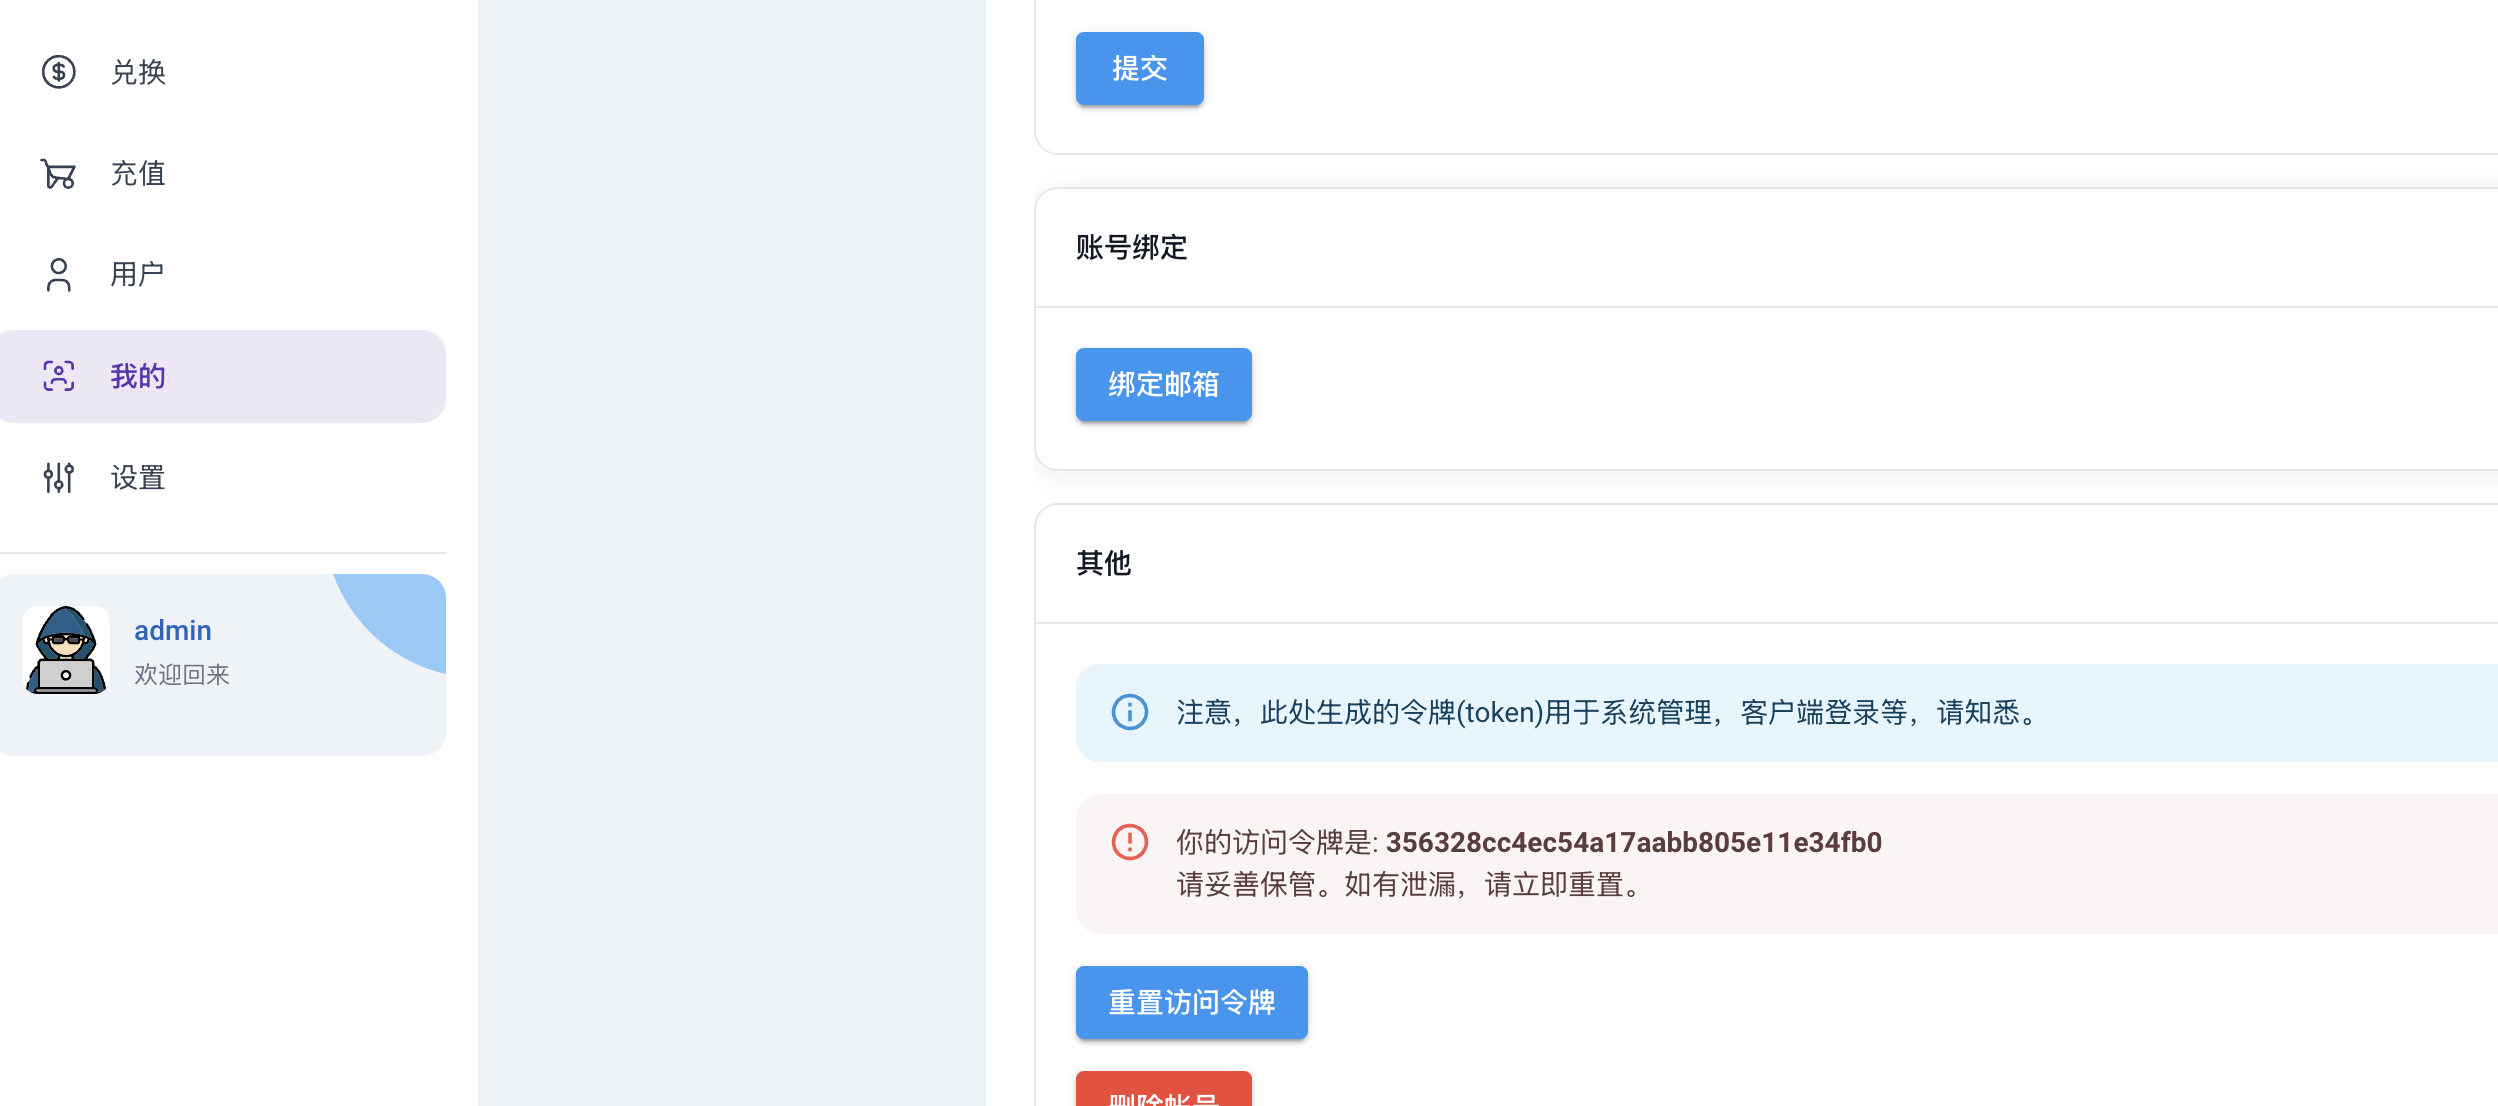 兑换
充值
用户
我的
设置
admin
欢迎回来
提交
账号绑定
绑定邮箱
其他
注意，此处生成的令牌(token)用于系统管理，客户端登录等，请知悉。
你的访问令牌是: 356328cc4ec54a17aabb805e11e34fb0
请妥善保管。如有泄漏，请立即重置。
重置访问令牌
删除帐号